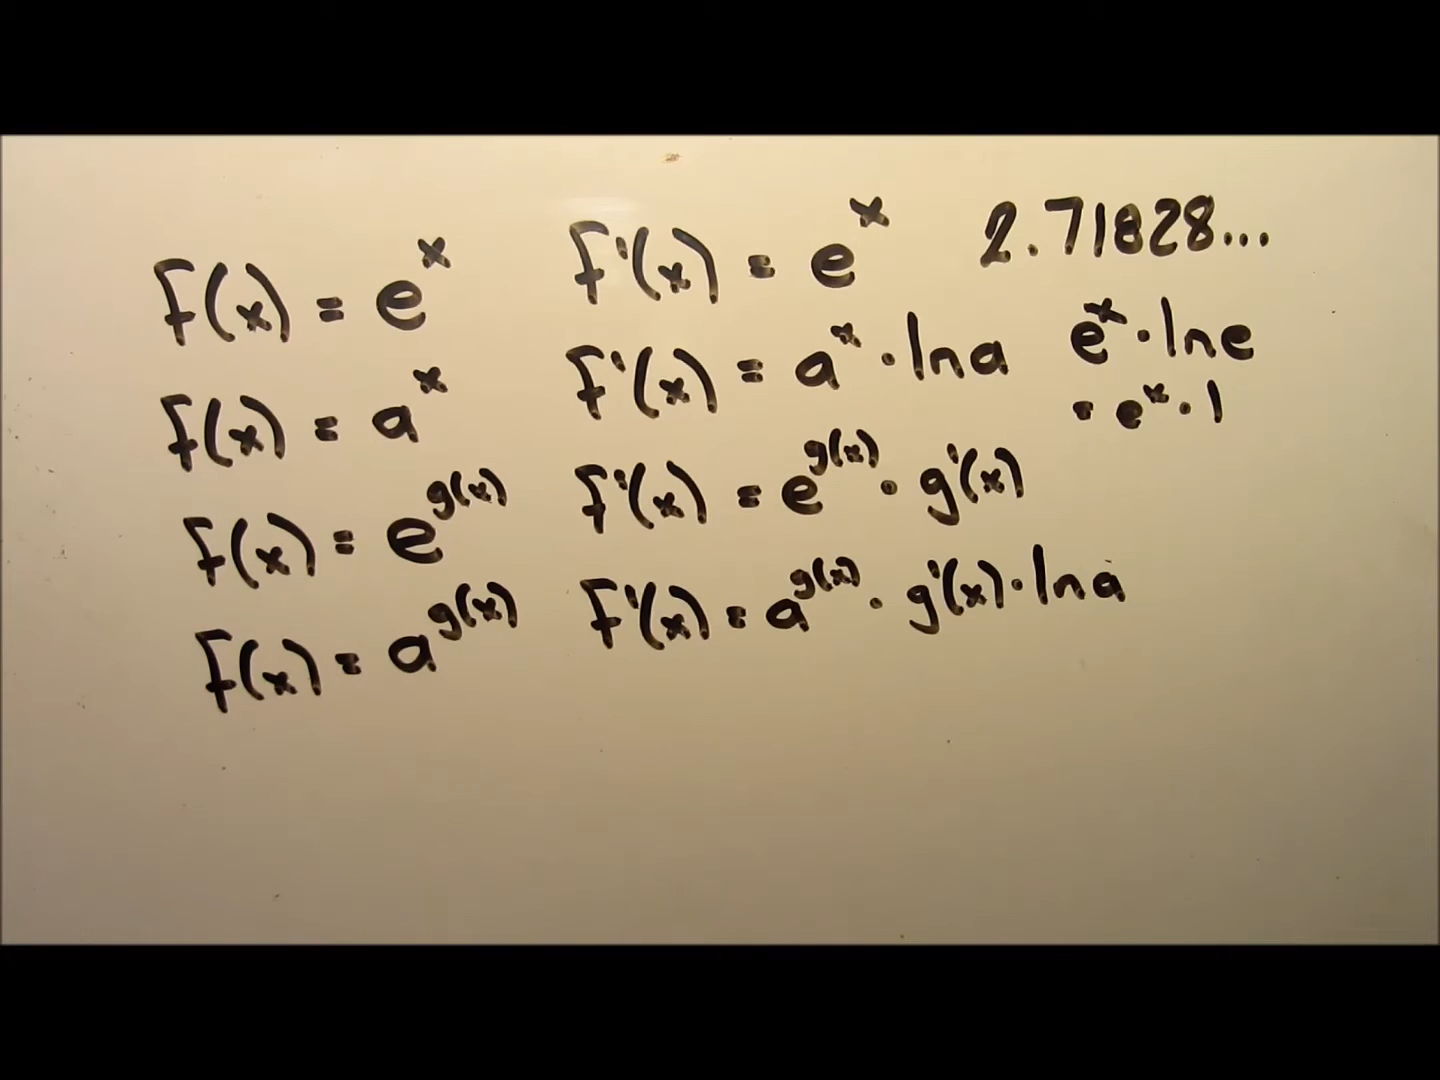 f(x) = e^x f'(x) = e^x 2.71828...
f(x) = a^x f'(x) = a^x · ln a e^x · ln e
= e^x · 1
f(x) = e^g(x) f'(x) = e^g(x) · g'(x)
f(x) = a^g(x) f'(x) = a^g(x) · g'(x) · ln a